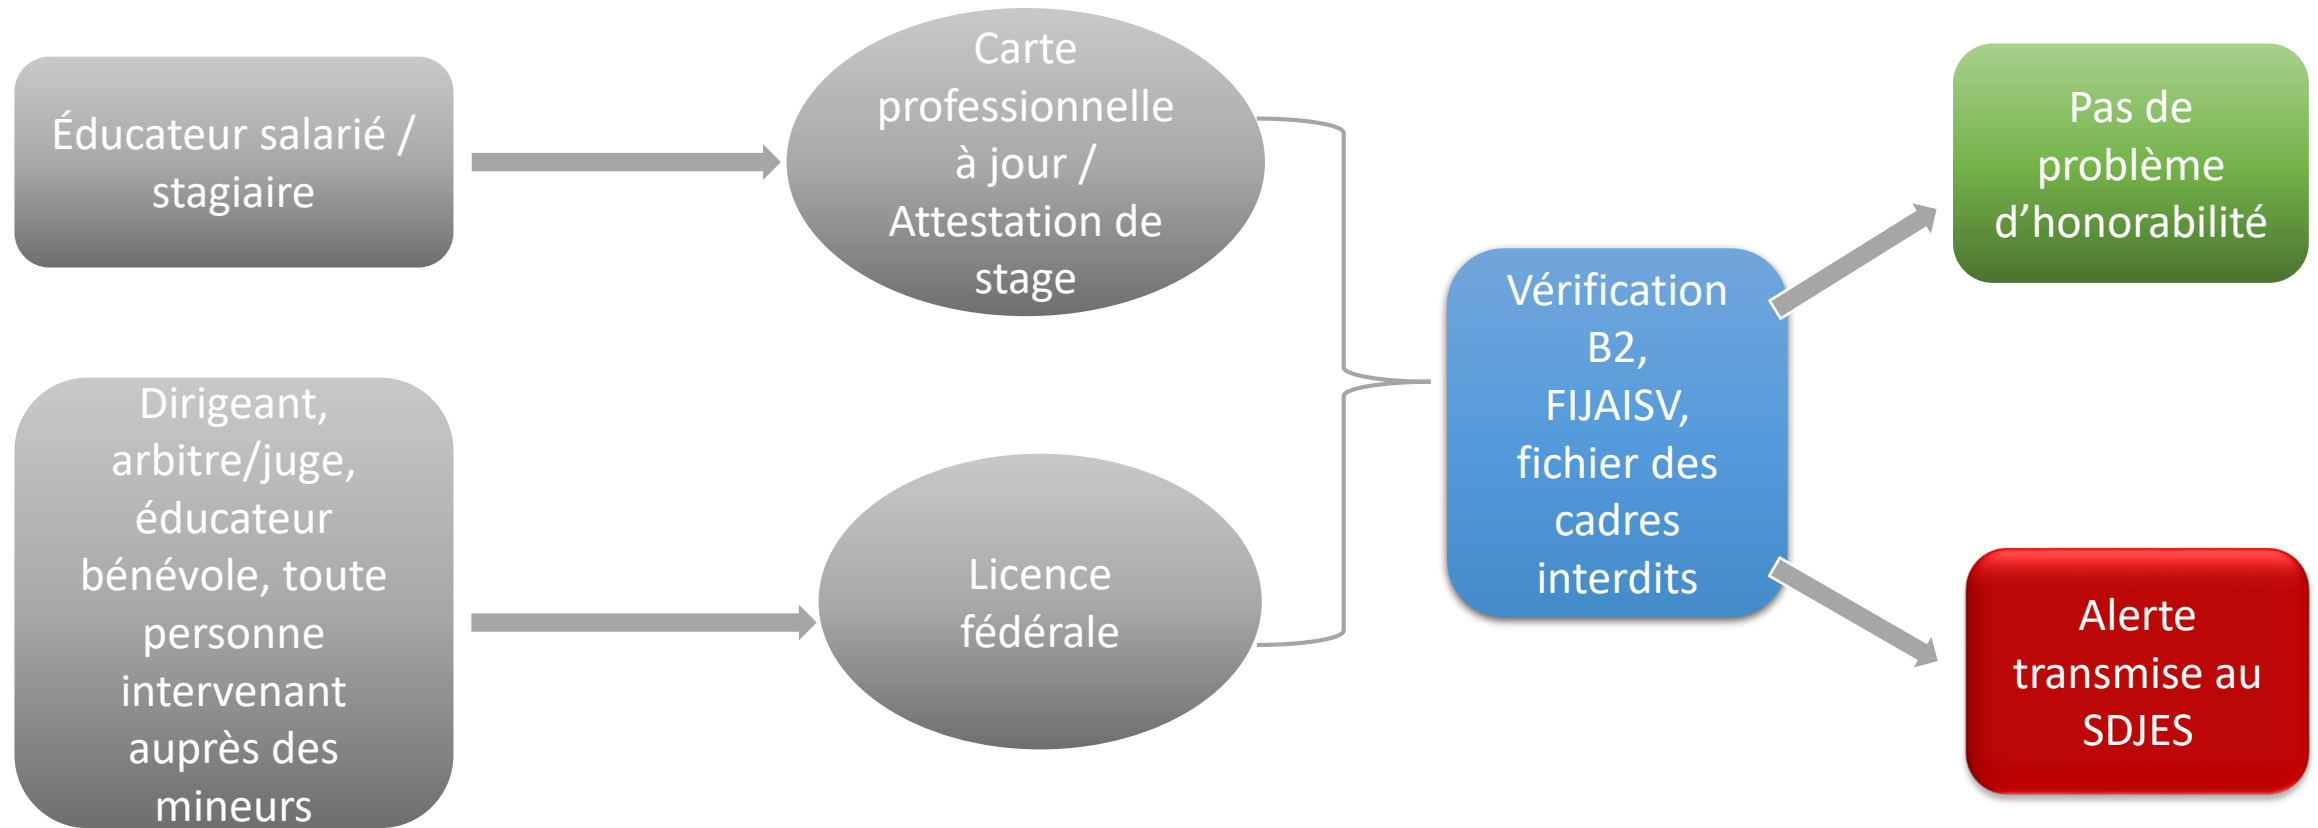 Éducateur salarié /
stagiaire
Carte
professionnelle
à jour /
Attestation de
stage
Dirigeant,
arbitre/juge,
éducateur
bénévole, toute
personne
intervenant
auprès des
mineurs
Licence
fédérale
Vérification
B2,
FIJAISV,
fichier des
cadres
interdits
Pas de
problème
d’honorabilité
Alerte
transmise au
SDJES